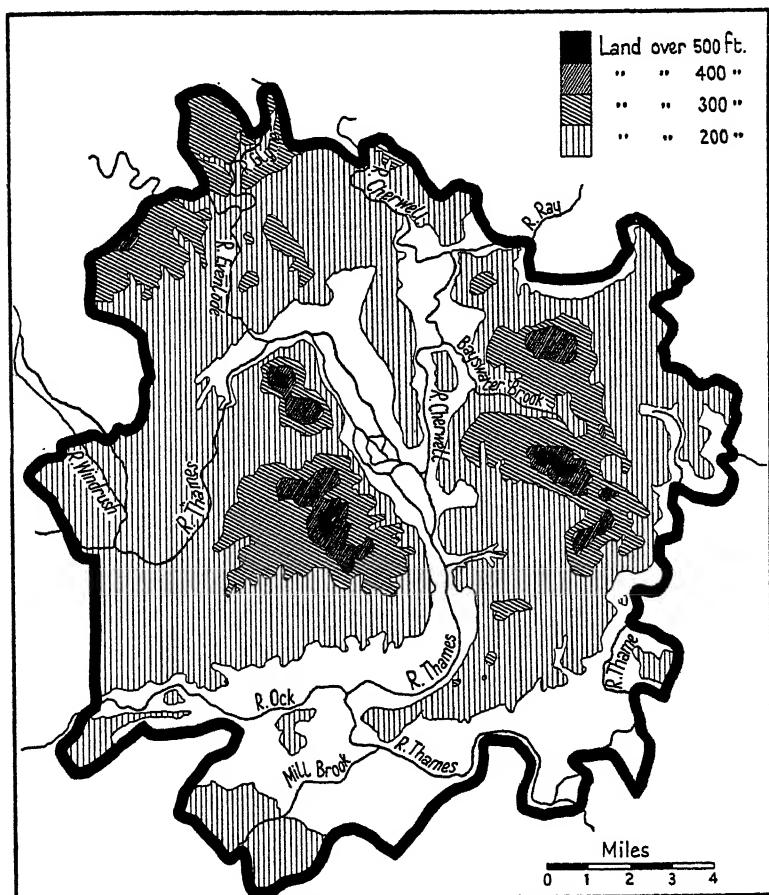 Land over 500 ft.
" " 400 "
" " 300 "
" " 200 "
R. Cherwell
R. Ray
R. Evenlode
Bayswater Brook
R. Cherwell
R. Windrush
R. Thames
R. Thames
R. Thame
R. Ock
R. Thames
Mill Brook
Miles
0 1 2 3 4